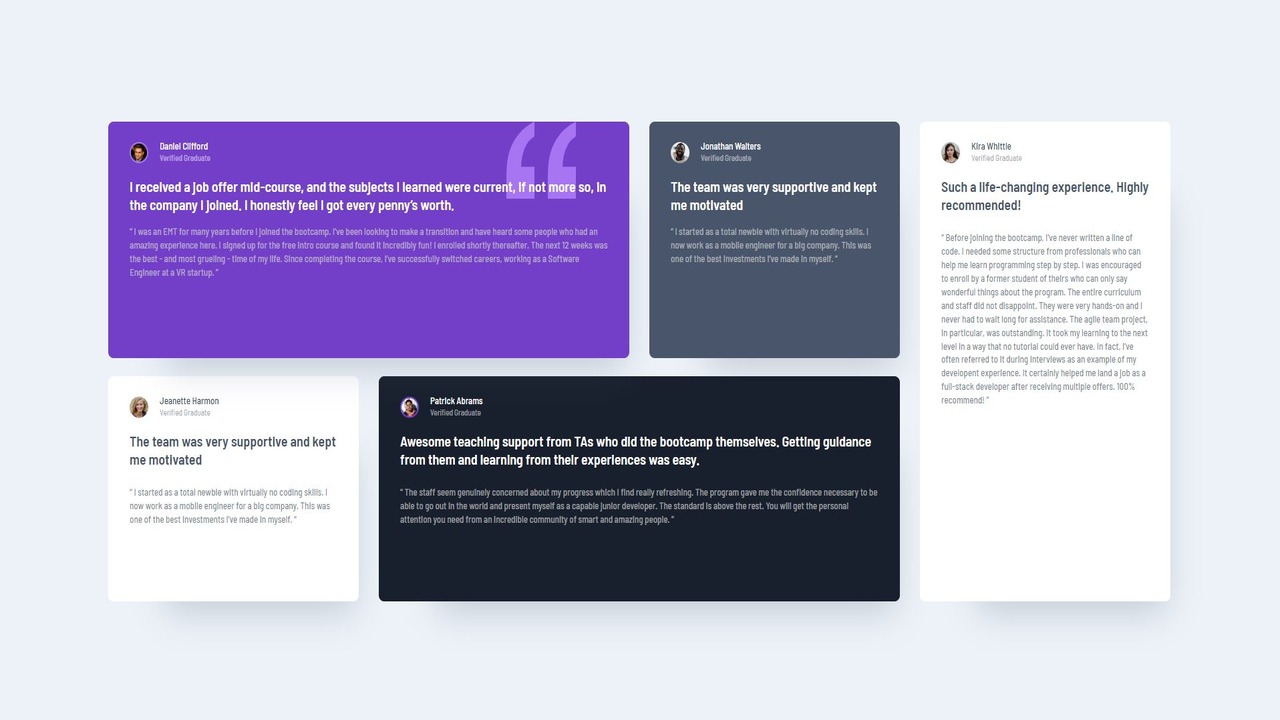 Daniel Clifford
Verified Graduate
I received a job offer mid-course, and the subjects I learned were current, if not more so, in
the company I joined. I honestly feel I got every penny's worth.
" I was an EMT for many years before I joined the bootcamp. I've been looking to make a transition and have heard some people who had an
amazing experience here. I signed up for the free intro course and found it incredibly fun! I enrolled shortly thereafter. The next 12 weeks was
the best - and most grueling - time of my life. Since completing the course, I've successfully switched careers, working as a Software
Engineer at a VR startup. "
Jonathan Walters
Verified Graduate
The team was very supportive and kept
me motivated
" I started as a total newbie with virtually no coding skills. I
now work as a mobile engineer for a big company. This was
one of the best investments I've made in myself. "
Kira Whittle
Verified Graduate
Such a life-changing experience. Highly
recommended!
" Before joining the bootcamp, I've never written a line of
code. I needed some structure from professionals who can
help me learn programming step by step. I was encouraged
to enroll by a former student of theirs who can only say
wonderful things about the program. The entire curriculum
and staff did not disappoint. They were very hands-on and I
never had to wait long for assistance. The agile team project,
in particular, was outstanding. It took my learning to the next
level in a way that no tutorial could ever have. In fact, I've
often referred to it during interviews as an example of my
developent experience. It certainly helped me land a job as a
full-stack developer after receiving multiple offers. 100%
recommend! "
Jeanette Harmon
Verified Graduate
The team was very supportive and kept
me motivated
" I started as a total newbie with virtually no coding skills. I
now work as a mobile engineer for a big company. This was
one of the best investments I've made in myself. "
Patrick Abrams
Verified Graduate
Awesome teaching support from TAs who did the bootcamp themselves. Getting guidance
from them and learning from their experiences was easy.
" The staff seem genuinely concerned about my progress which I find really refreshing. The program gave me the confidence necessary to be
able to go out in the world and present myself as a capable junior developer. The standard is above the rest. You will get the personal
attention you need from an incredible community of smart and amazing people. "